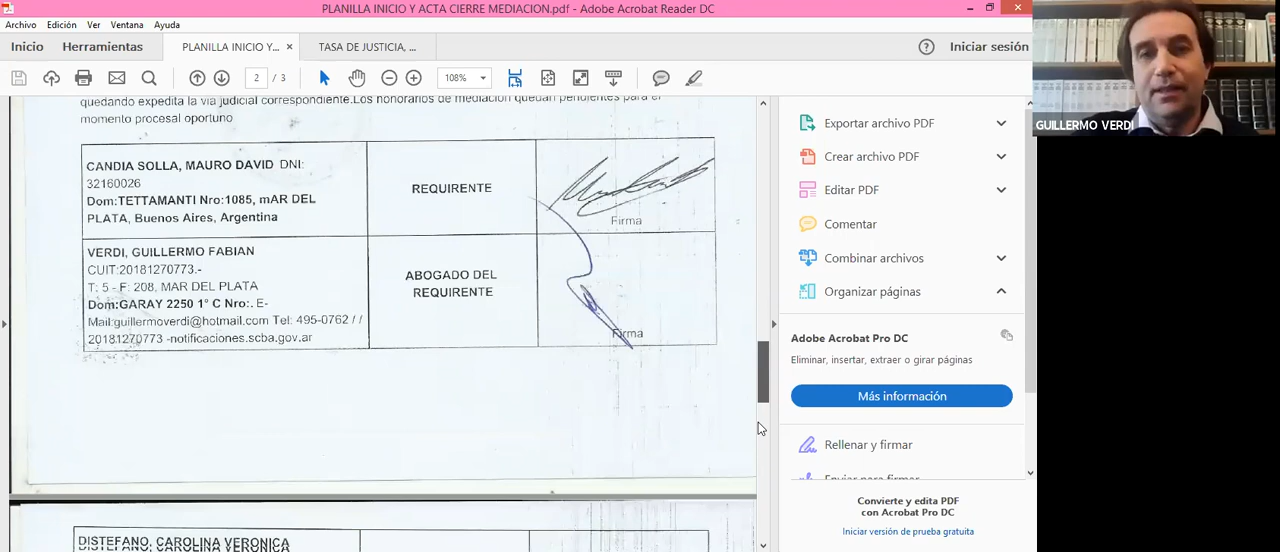 PLANILLA INICIO Y ACTA CIERRE MEDIACION.pdf - Adobe Acrobat Reader DC
Archivo Edición Ver Ventana Ayuda
Inicio Herramientas PLANILLA INICIO Y... × TASA DE JUSTICIA, ... Iniciar sesión
2 / 3 108%
quedando expedita la via judicial correspondiente.Los honorarios de mediación quedan pendientes para el
momento procesal oportuno
CANDIA SOLLA, MAURO DAVID DNI:
32160026
Dom:TETTAMANTI Nro:1085, mAR DEL
PLATA, Buenos Aires, Argentina
REQUIRENTE
Firma
VERDI, GUILLERMO FABIAN
CUIT:20181270773.-
T: 5 - F: 208, MAR DEL PLATA
Dom:GARAY 2250 1° C Nro:. E-
Mail:guillermoverdi@hotmail.com Tel: 495-0762 / /
20181270773 -notificaciones.scba.gov.ar
ABOGADO DEL
REQUIRENTE
Firma
DISTEFANO, CAROLINA VERONICA
Exportar archivo PDF
Crear archivo PDF
Editar PDF
Comentar
Combinar archivos
Organizar páginas
Adobe Acrobat Pro DC
Eliminar, insertar, extraer o girar páginas
Más información
Rellenar y firmar
Enviar para firmar
Convierte y edita PDF
con Acrobat Pro DC
Iniciar versión de prueba gratuita
GUILLERMO VERDI